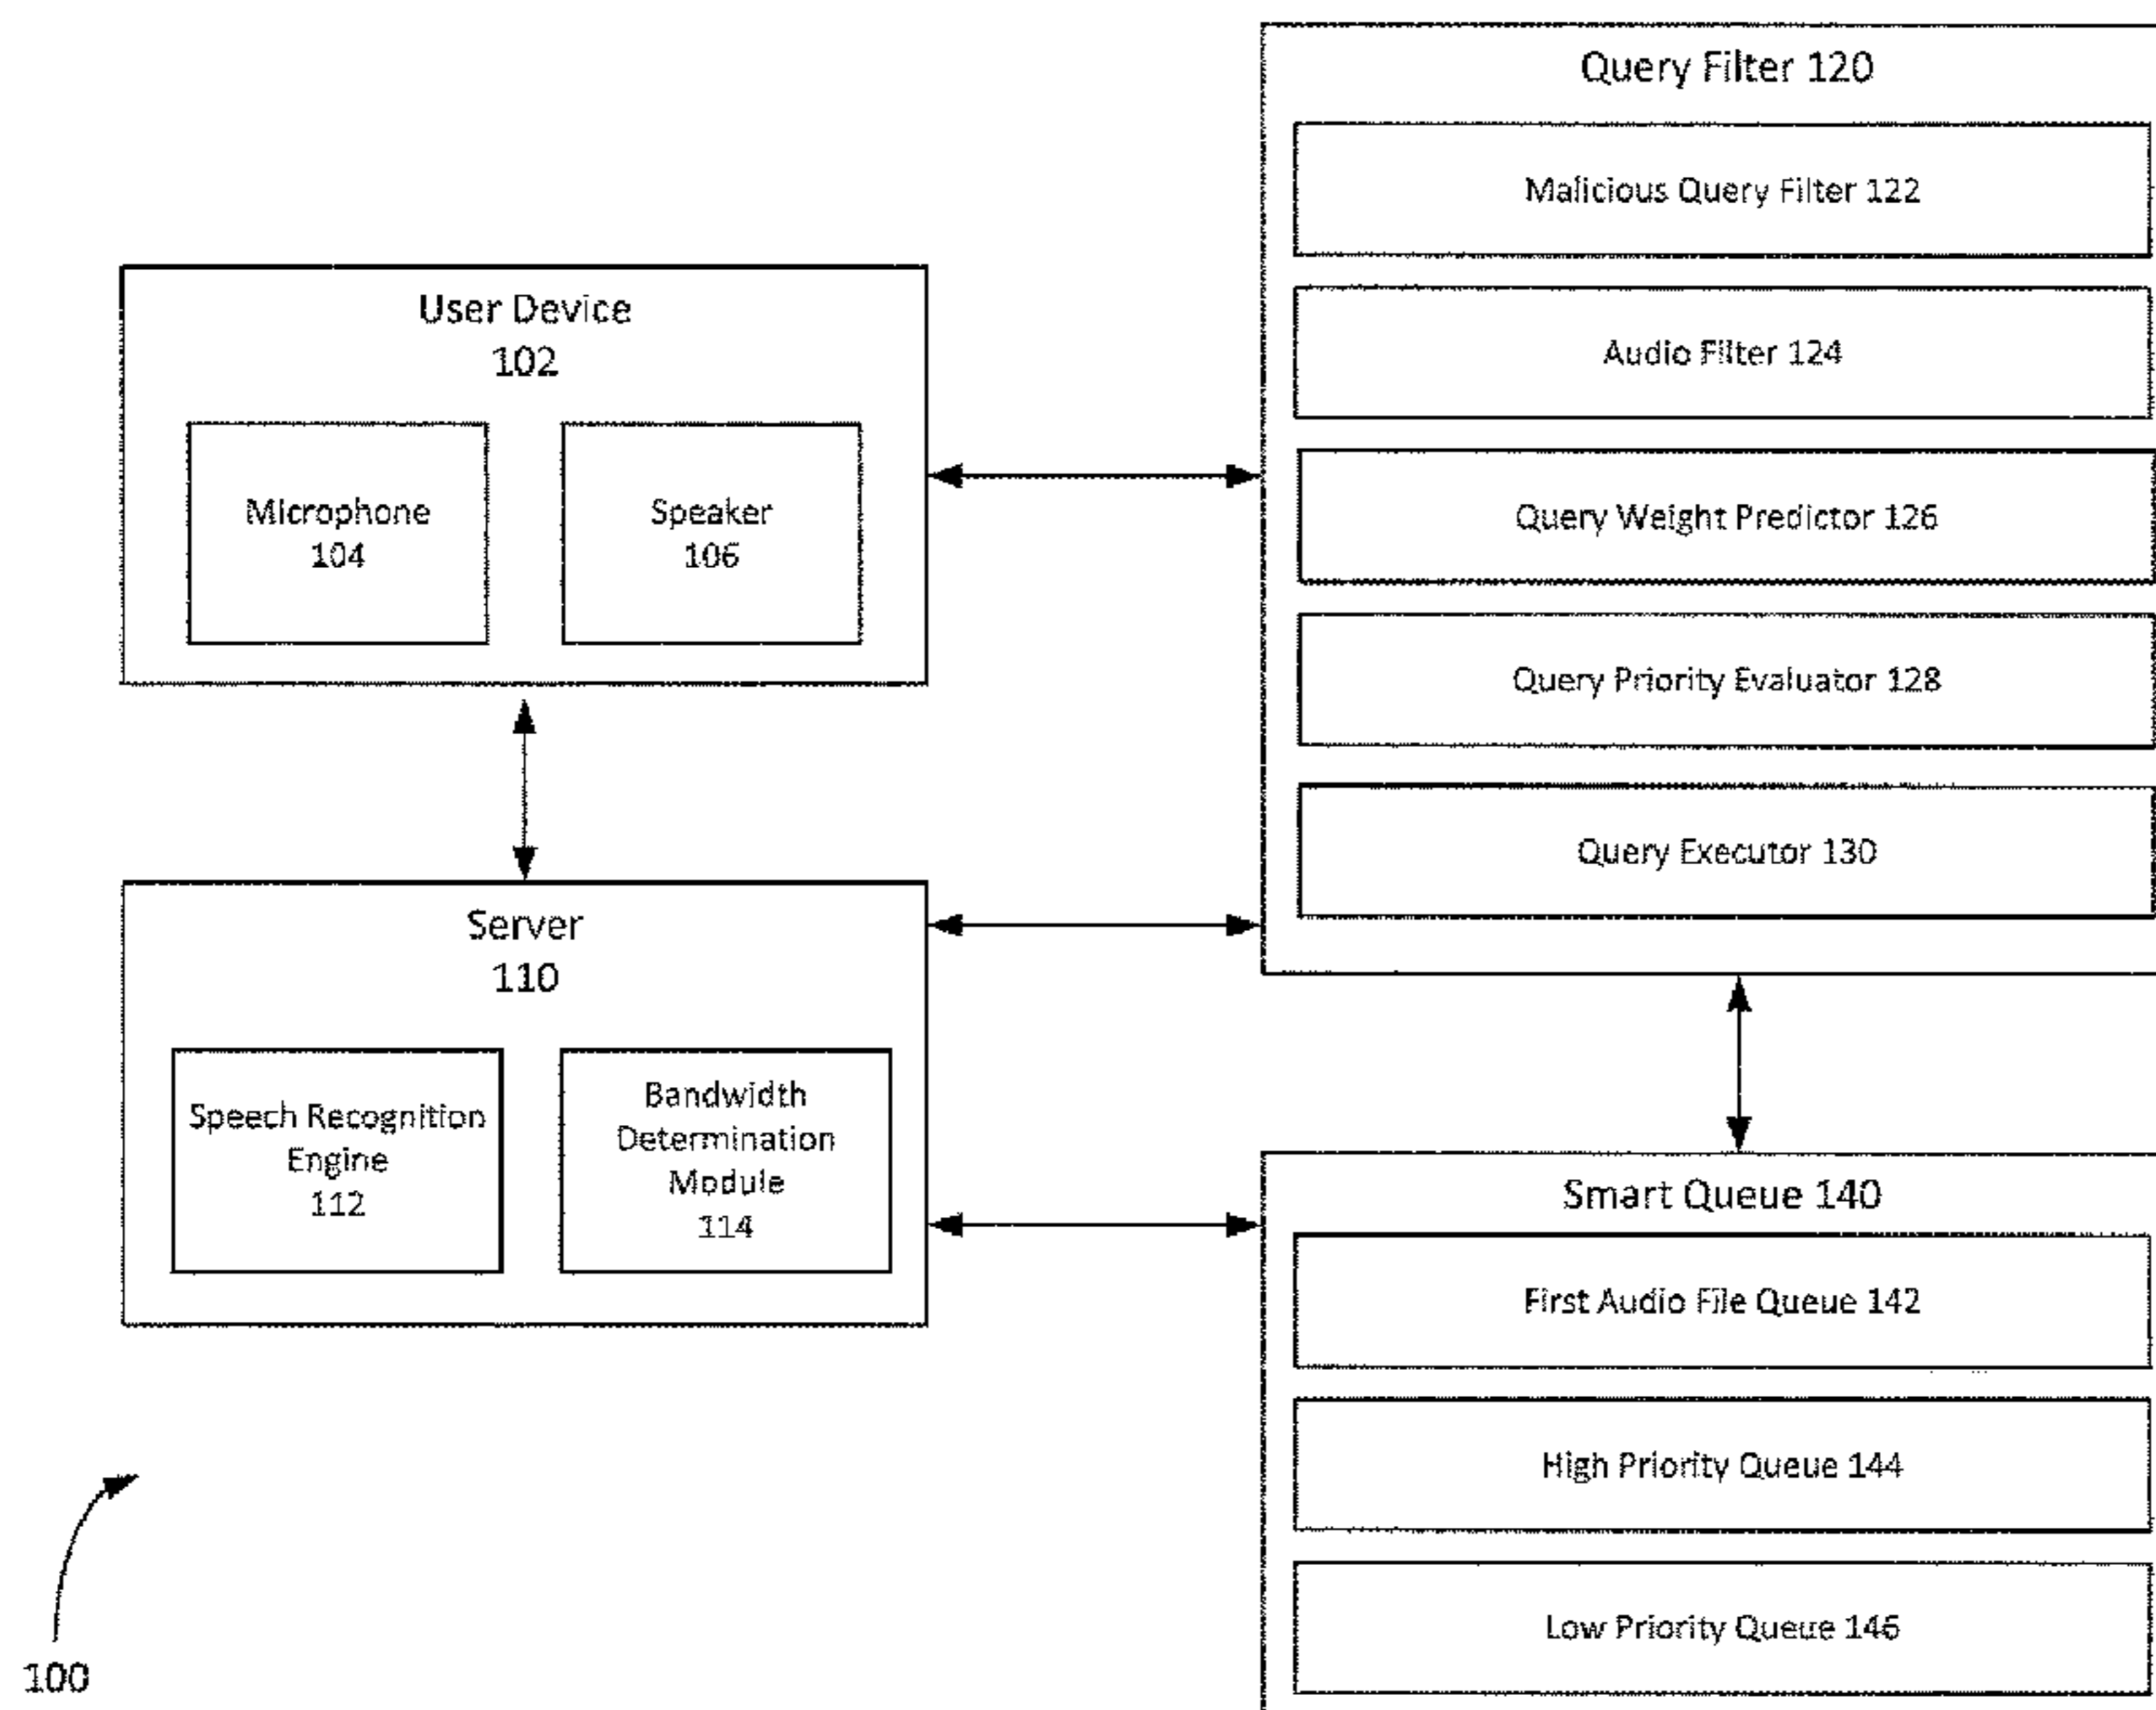 User Device
102
Microphone
104
Speaker
106
Server
110
Speech Recognition
Engine
112
Bandwidth
Determination
Module
114
Query Filter 120
Malicious Query Filter 122
Audio Filter 124
Query Weight Predictor 126
Query Priority Evaluator 128
Query Executor 130
Smart Queue 140
First Audio File Queue 142
High Priority Queue 144
Low Priority Queue 146
100